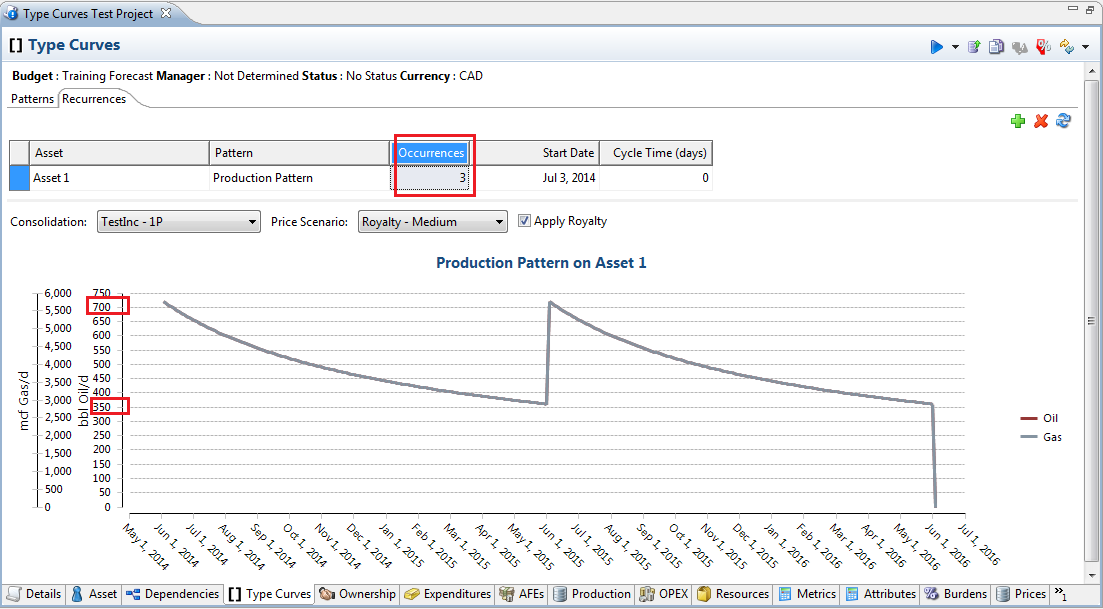 Type Curves Test Project
[] Type Curves
Budget : Training Forecast Manager : Not Determined Status : No Status Currency : CAD
Patterns Recurrences
Asset Pattern Occurrences Start Date Cycle Time (days)
Asset 1 Production Pattern 3 Jul 3, 2014 0
Consolidation: TestInc - 1P Price Scenario: Royalty - Medium Apply Royalty
Production Pattern on Asset 1
6,000 750
5,500 700
5,000 650
4,500 600
4,000 550
3,500 500
3,000 450
2,500 400
2,000 350
1,500 300
1,000 250
500 200
0 150
100
50
0
mcf Gas/d
bbl Oil/d
Oil
Gas
May 1, 2014 Jun 1, 2014 Jul 1, 2014 Aug 1, 2014 Sep 1, 2014 Oct 1, 2014 Nov 1, 2014 Dec 1, 2014 Jan 1, 2015 Feb 1, 2015 Mar 1, 2015 Apr 1, 2015 May 1, 2015 Jun 1, 2015 Jul 1, 2015 Aug 1, 2015 Sep 1, 2015 Oct 1, 2015 Nov 1, 2015 Dec 1, 2015 Jan 1, 2016 Feb 1, 2016 Mar 1, 2016 Apr 1, 2016 May 1, 2016 Jun 1, 2016 Jul 1, 2016
Details Asset Dependencies [] Type Curves Ownership Expenditures AFEs Production OPEX Resources Metrics Attributes Burdens Prices »1